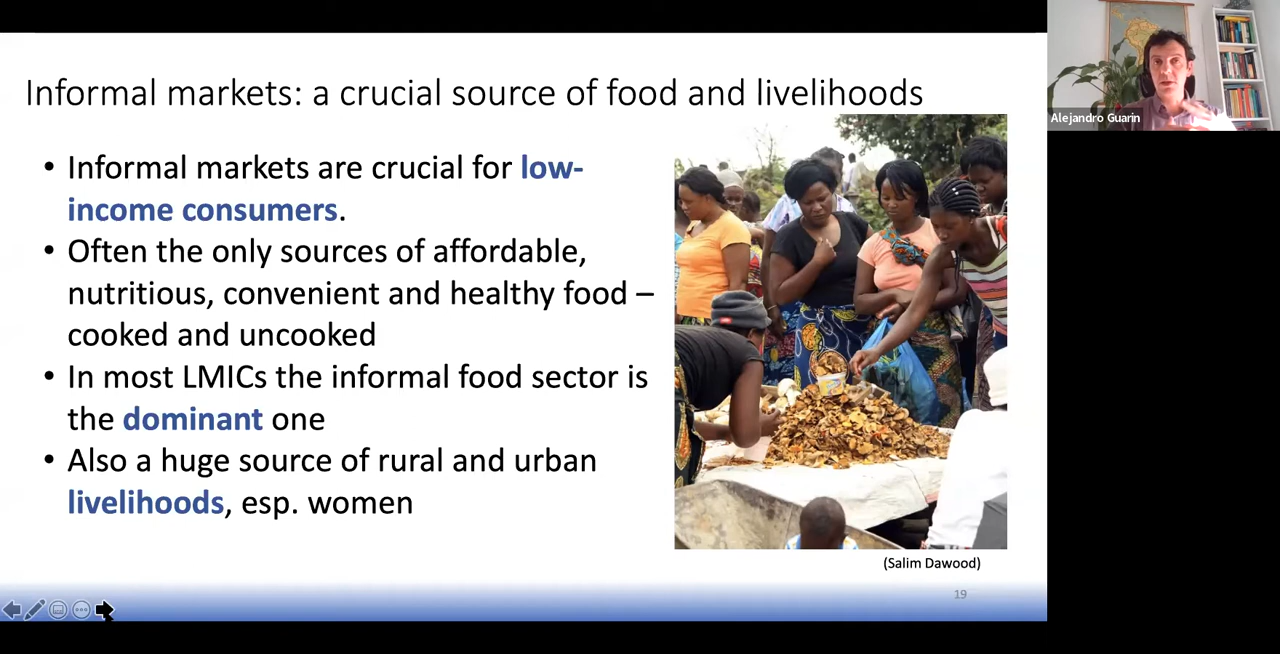 Informal markets: a crucial source of food and livelihoods
Alejandro Guarin
• Informal markets are crucial for low-
income consumers.
• Often the only sources of affordable,
nutritious, convenient and healthy food –
cooked and uncooked
• In most LMICs the informal food sector is
the dominant one
• Also a huge source of rural and urban
livelihoods, esp. women
(Salim Dawood)
19